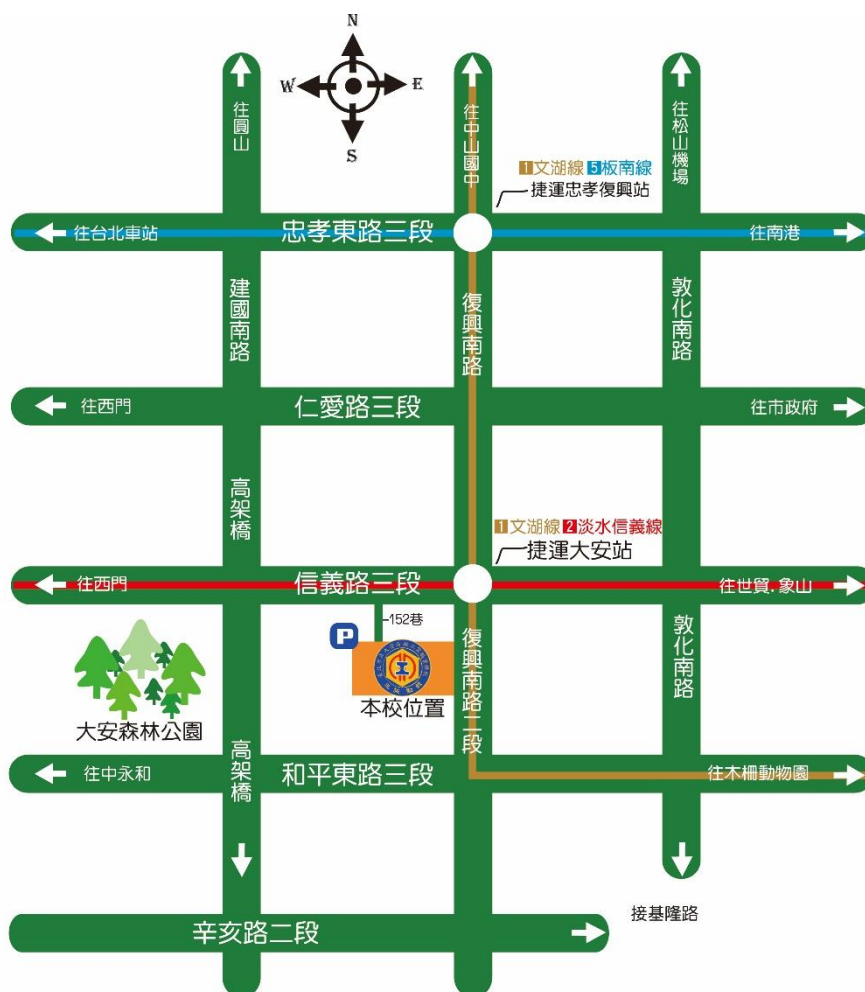 N
W
E
S
往圓山
往中山國中
往松山機場
1文湖線 5板南線
捷運忠孝復興站
往台北車站
忠孝東路三段
往南港
建國南路
復興南路
敦化南路
往西門
仁愛路三段
往市政府
高架橋
1文湖線 2淡水信義線
捷運大安站
往西門
信義路三段
往世貿.象山
152巷
P
復興南路二段
敦化南路
大安森林公園
本校位置
高架橋
往中永和
和平東路三段
往木柵動物園
接基隆路
辛亥路二段